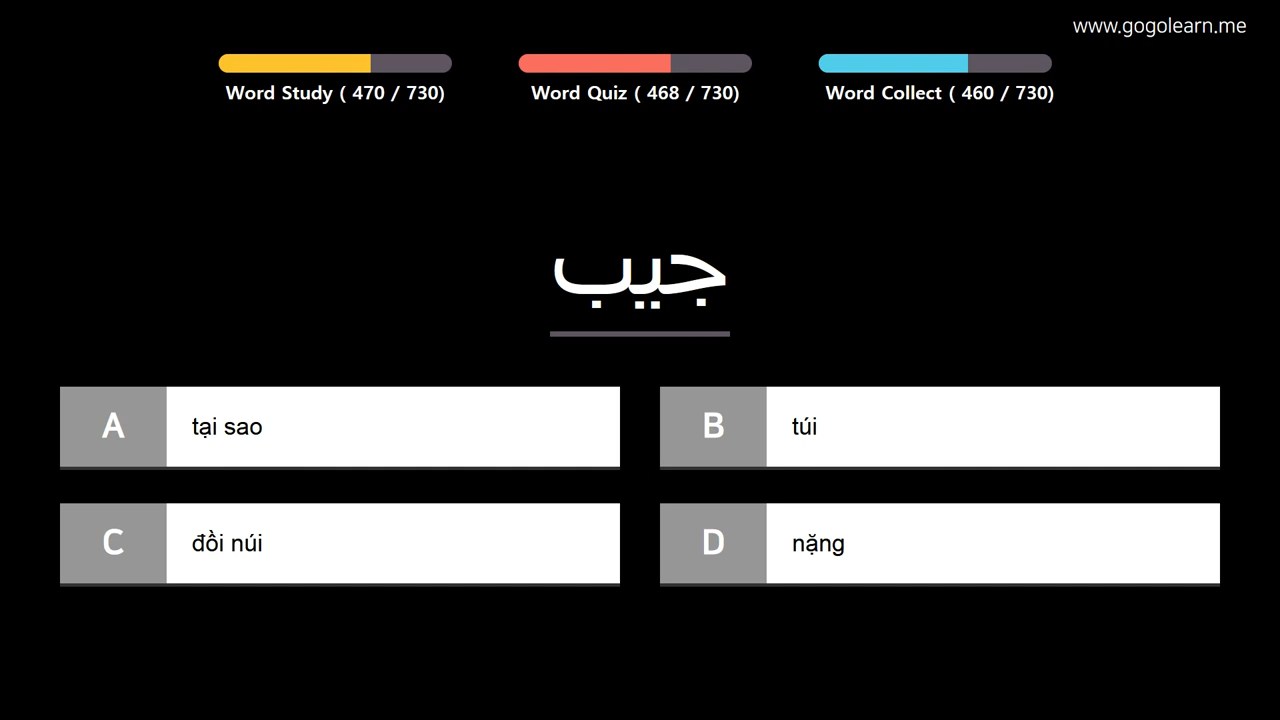 www.gogolearn.me
Word Study ( 470 / 730)
Word Quiz ( 468 / 730)
Word Collect ( 460 / 730)
جيب
A tại sao
B túi
C đồi núi
D nặng